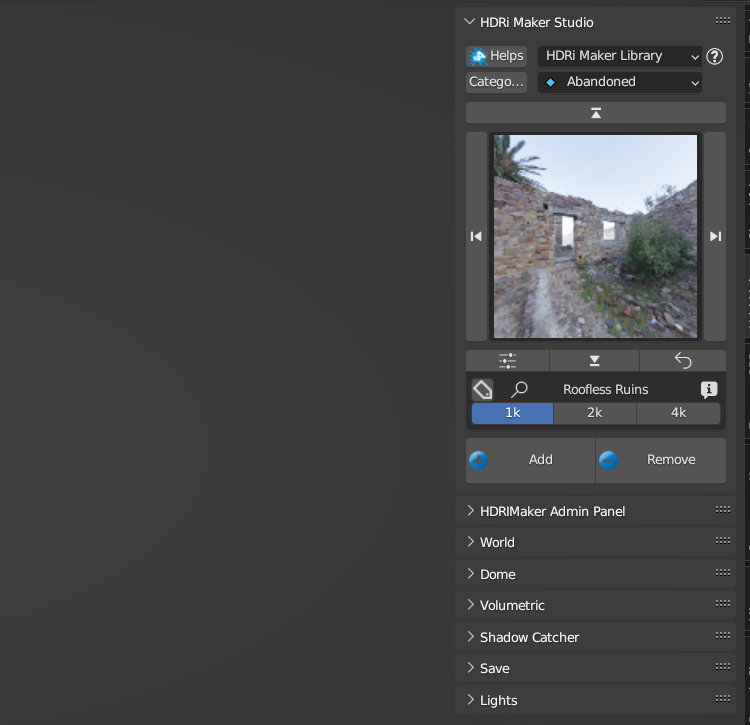 HDRi Maker Studio
Helps HDRi Maker Library ?
Catego... Abandoned
Roofless Ruins
1k 2k 4k
Add Remove
HDRIMaker Admin Panel
World
Dome
Volumetric
Shadow Catcher
Save
Lights